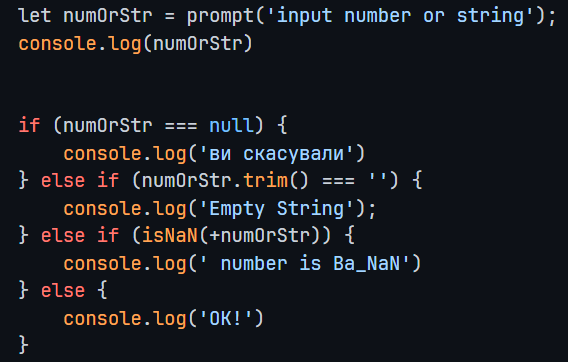 let numOrStr = prompt('input number or string');
console.log(numOrStr)
if (numOrStr === null) {
    console.log('ви скасували')
} else if (numOrStr.trim() === '') {
    console.log('Empty String');
} else if (isNaN(+numOrStr)) {
    console.log(' number is Ba_NaN')
} else {
    console.log('OK!')
}